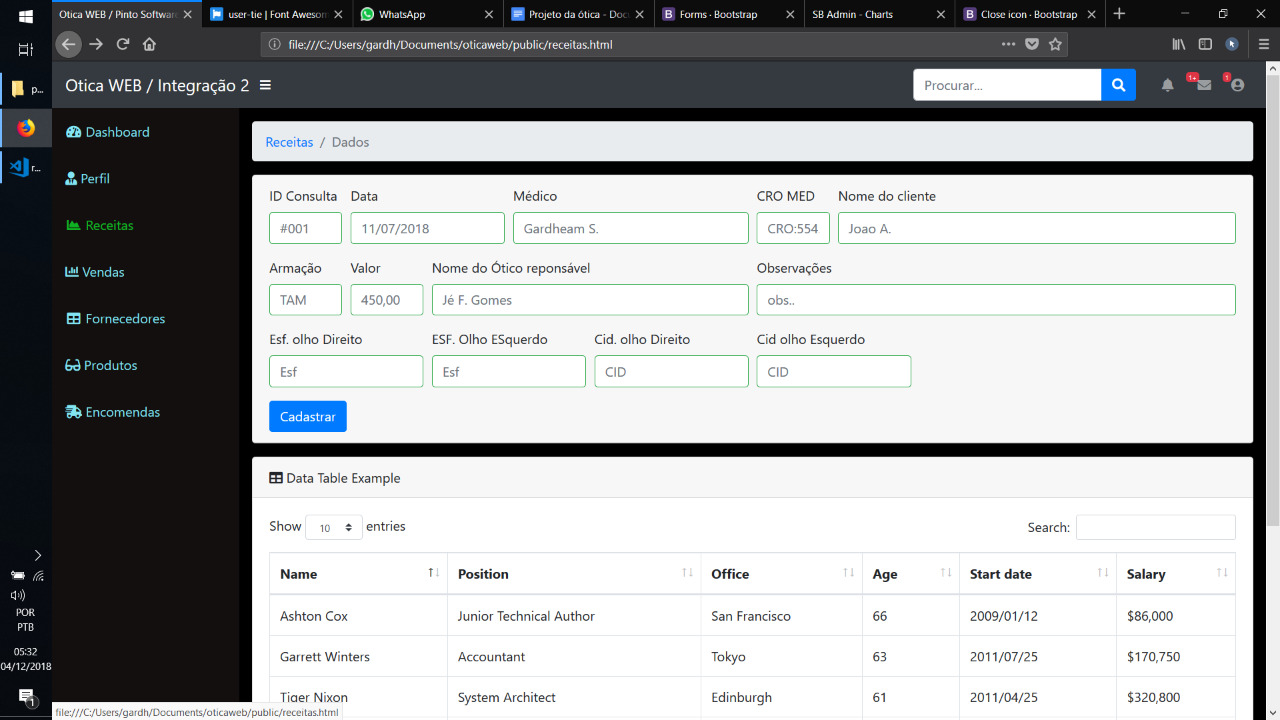 Otica WEB / Pinto Software
user-tie | Font Awesom
WhatsApp
Projeto da ótica - Docu
Forms · Bootstrap
SB Admin - Charts
Close icon · Bootstrap
file:///C:/Users/gardh/Documents/oticaweb/public/receitas.html
p...
r...
Otica WEB / Integração 2
Procurar...
1+
1
Dashboard
Perfil
Receitas
Vendas
Fornecedores
Produtos
Encomendas
Receitas / Dados
ID Consulta Data Médico CRO MED Nome do cliente
#001 11/07/2018 Gardheam S. CRO:554 Joao A.
Armação Valor Nome do Ótico reponsável Observações
TAM 450,00 Jé F. Gomes obs..
Esf. olho Direito ESF. Olho ESquerdo Cid. olho Direito Cid olho Esquerdo
Esf Esf CID CID
Cadastrar
Data Table Example
Show 10 entries Search:
Name Position Office Age Start date Salary
Ashton Cox Junior Technical Author San Francisco 66 2009/01/12 $86,000
Garrett Winters Accountant Tokyo 63 2011/07/25 $170,750
Tiger Nixon System Architect Edinburgh 61 2011/04/25 $320,800
POR
PTB
05:32
04/12/2018
1
file:///C:/Users/gardh/Documents/oticaweb/public/receitas.html